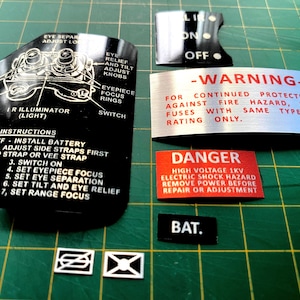 EYE SEPARA
ADJUST LO
EYE
RELIEF
AND TILT
ADJUST
KNOBS
EYEPIECE
FOCUS
RINGS
I R ILLUMINATOR
(LIGHT)
SWITCH
INSTRUCTIONS
- INSTALL BATTERY
ADJUST SIDE STRAPS FIRST
STRAP OR VEE STRAP
3. SWITCH ON
4. SET EYEPIECE FOCUS
5. SET EYE SEPARATION
6. SET TILT AND EYE RELIEF
7. SET RANGE FOCUS
ON
OFF
-WARNING-
FOR CONTINUED PROTECT
AGAINST FIRE HAZARD,
FUSES WITH SAME TYPE
RATING ONLY.
DANGER
HIGH VOLTAGE 1KV
ELECTRIC SHOCK HAZARD
REMOVE POWER BEFORE
REPAIR OR ADJUSTMENT
BAT.